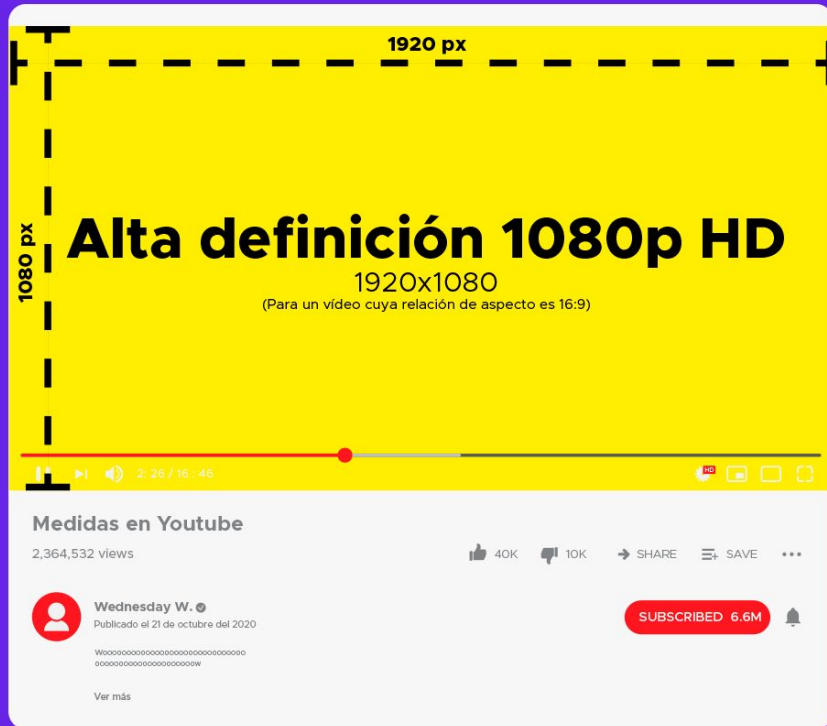 1920 px
1080 px
Alta definición 1080p HD
1920x1080
(Para un vídeo cuya relación de aspecto es 16:9)
2:26 / 16:46
HD
Medidas en Youtube
2,364,532 views
40K
10K
SHARE
SAVE
Wednesday W.
Publicado el 21 de octubre del 2020
SUBSCRIBED 6.6M
Ver más